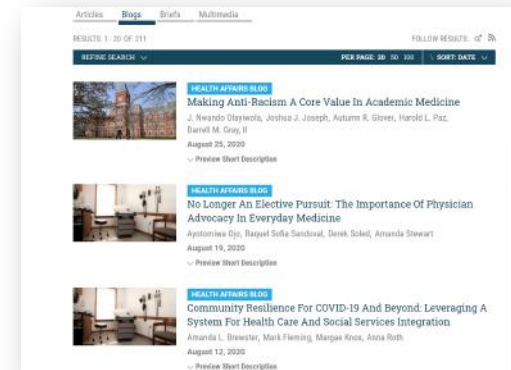 Articles Blogs Briefs Multimedia
RESULTS: 1 - 20 OF 211
FOLLOW RESULTS:
REFINE SEARCH
PER PAGE: 20 50 100
SORT: DATE
HEALTH AFFAIRS BLOG
Making Anti-Racism A Core Value In Academic Medicine
J. Nwando Olayiwola, Joshua J. Joseph, Autumn R. Glover, Harold L. Paz,
Darrell M. Gray, II
August 25, 2020
Preview Short Description
HEALTH AFFAIRS BLOG
No Longer An Elective Pursuit: The Importance Of Physician
Advocacy In Everyday Medicine
Ayotomiwa Ojo, Raquel Sofia Sandoval, Derek Soled, Amanda Stewart
August 19, 2020
Preview Short Description
HEALTH AFFAIRS BLOG
Community Resilience For COVID-19 And Beyond: Leveraging A
System For Health Care And Social Services Integration
Amanda L. Brewster, Mark Fleming, Margae Knox, Anna Roth
August 12, 2020
Preview Short Description